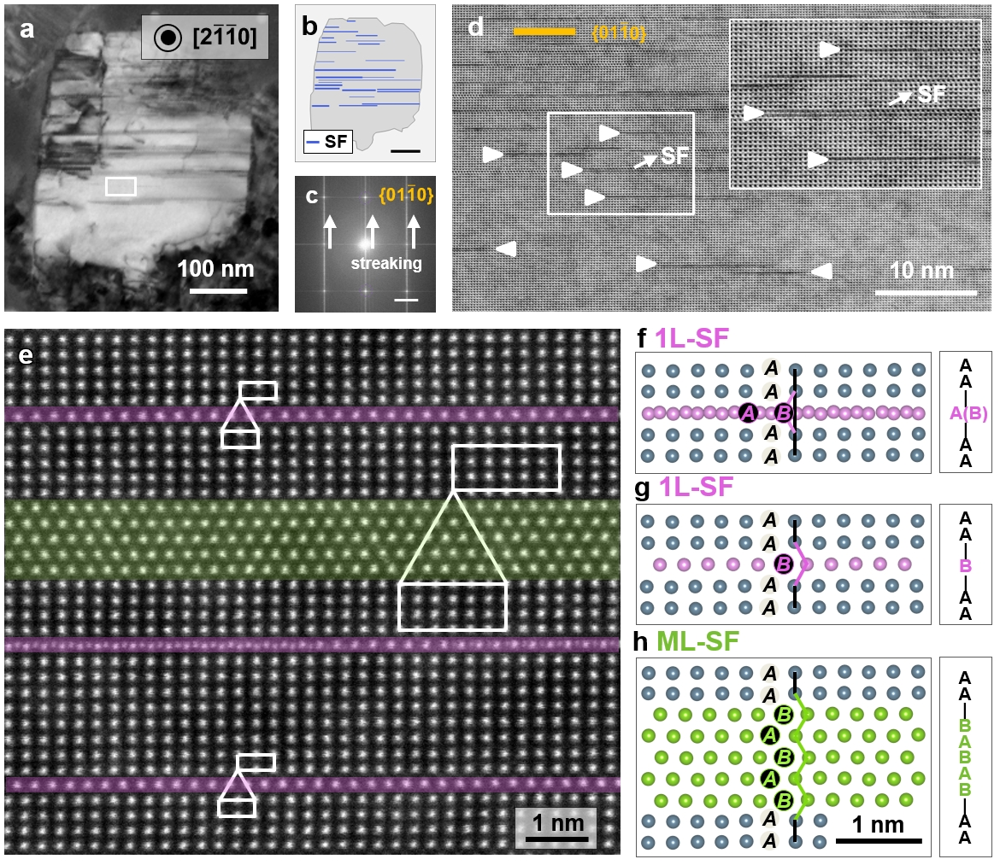 a
[21̄1̄0]
100 nm
b
SF
c
{011̄0}
streaking
d
{011̄0}
SF
SF
10 nm
e
1 nm
f 1L-SF
A
A
A B
A
A
A
A
A(B)
A
A
g 1L-SF
A
A
B
A
A
A
A
B
A
A
h ML-SF
A
A
B
A
B
A
B
A
A
1 nm
A
A
B
A
B
A
B
A
A